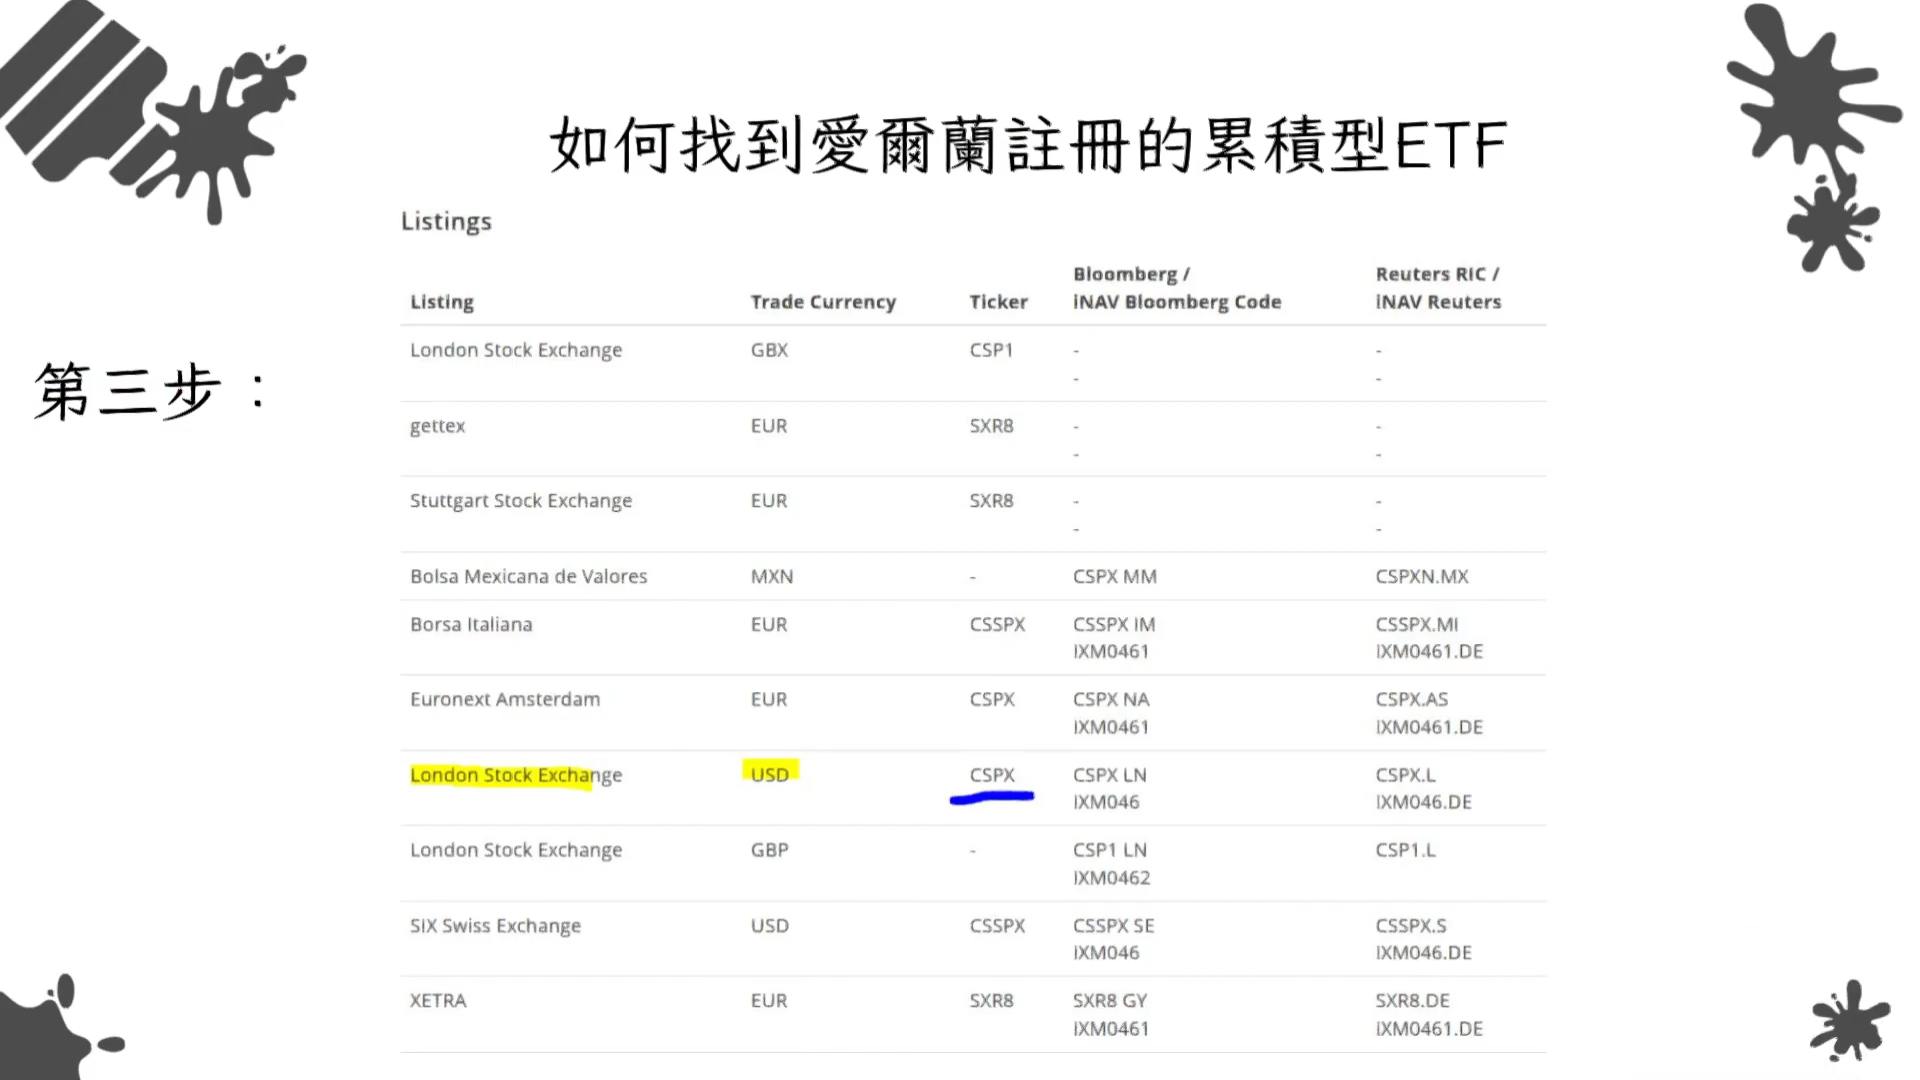 如何找到愛爾蘭註冊的累積型ETF
第三步：
Listings
Listing Trade Currency Ticker Bloomberg / iNAV Bloomberg Code Reuters RIC / iNAV Reuters
London Stock Exchange GBX CSP1 - -
- -
gettex EUR SXR8 - -
- -
Stuttgart Stock Exchange EUR SXR8 - -
- -
Bolsa Mexicana de Valores MXN - CSPX MM CSPXN.MX
Borsa Italiana EUR CSSPX CSSPX IM CSSPX.MI
IXM0461 IXM0461.DE
Euronext Amsterdam EUR CSPX CSPX NA CSPX.AS
IXM0461 IXM0461.DE
London Stock Exchange USD CSPX CSPX LN CSPX.L
IXM046 IXM046.DE
London Stock Exchange GBP - CSP1 LN CSP1.L
IXM0462
SIX Swiss Exchange USD CSSPX CSSPX SE CSSPX.S
IXM046 IXM046.DE
XETRA EUR SXR8 SXR8 GY SXR8.DE
IXM0461 IXM0461.DE